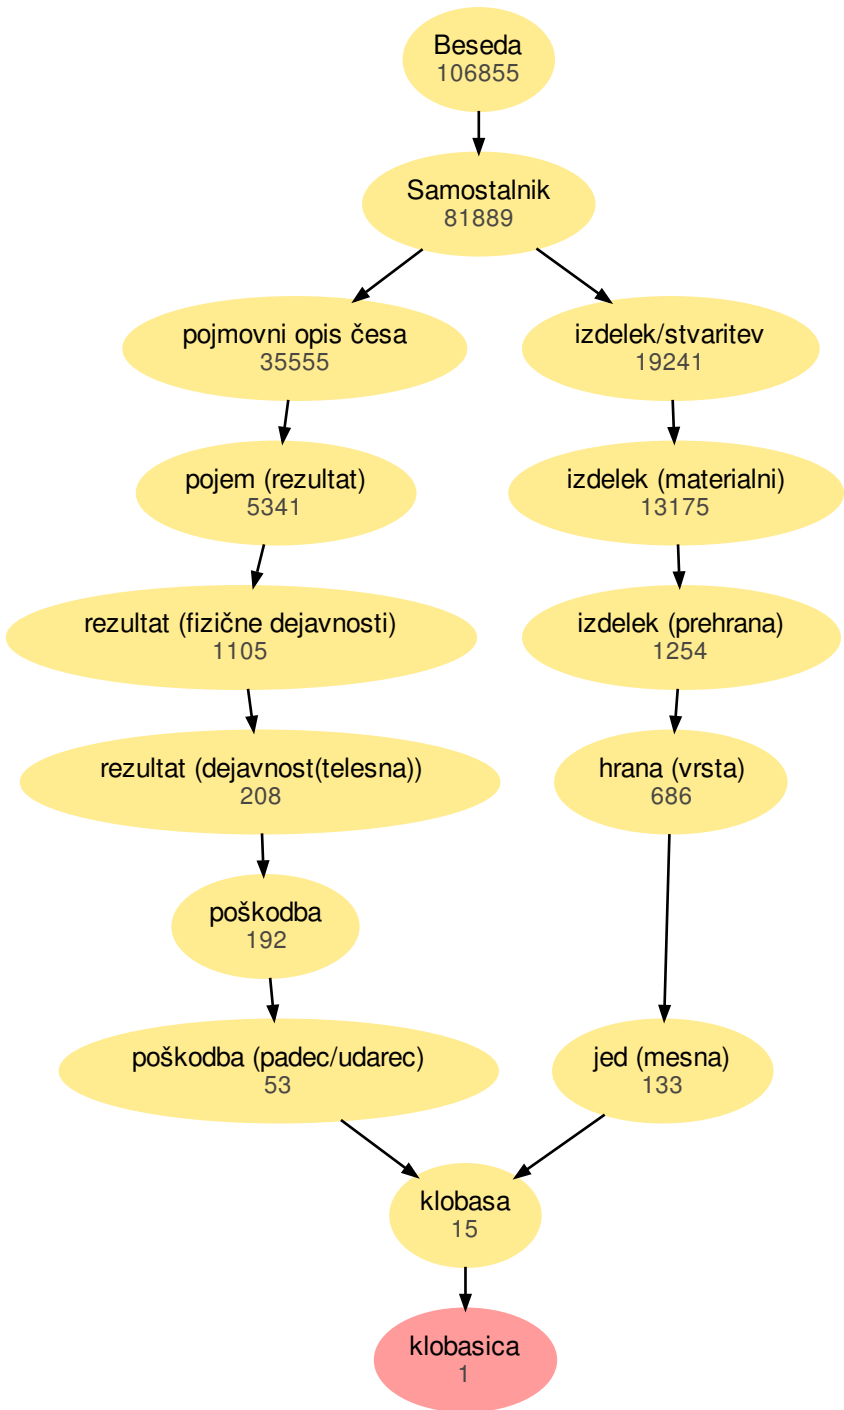 Beseda
106855
Samostalnik
81889
pojmovni opis česa
35555
izdelek/stvaritev
19241
pojem (rezultat)
5341
izdelek (materialni)
13175
rezultat (fizične dejavnosti)
1105
izdelek (prehrana)
1254
rezultat (dejavnost(telesna))
208
hrana (vrsta)
686
poškodba
192
poškodba (padec/udarec)
53
jed (mesna)
133
klobasa
15
klobasica
1